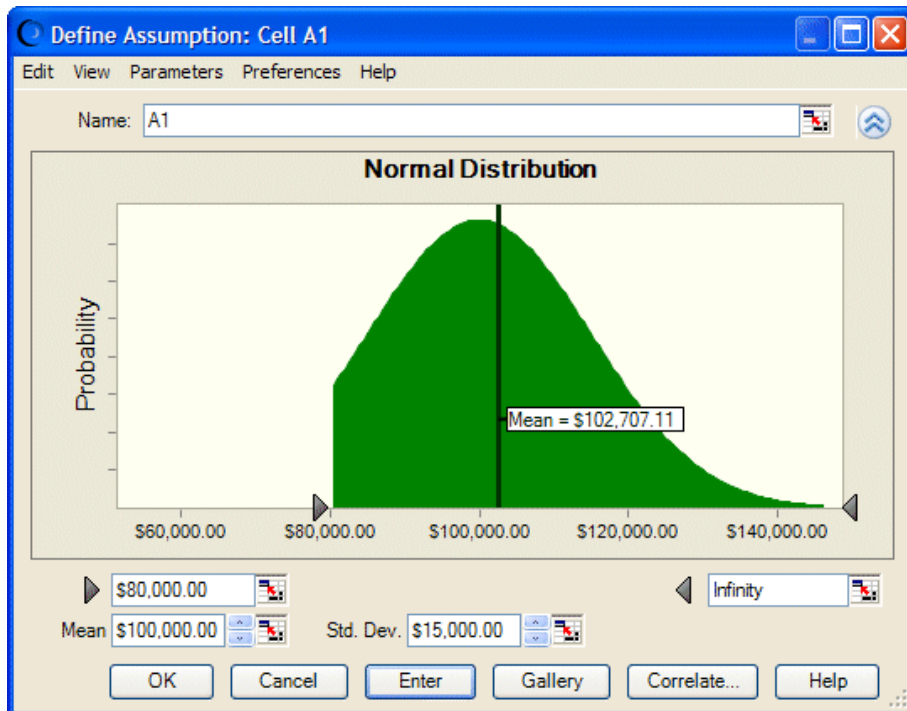 Define Assumption: Cell A1
Edit View Parameters Preferences Help
Name: A1
Normal Distribution
Probability
Mean = $102,707.11
$60,000.00 $80,000.00 $100,000.00 $120,000.00 $140,000.00
$80,000.00 Infinity
Mean $100,000.00 Std. Dev. $15,000.00
OK Cancel Enter Gallery Correlate... Help